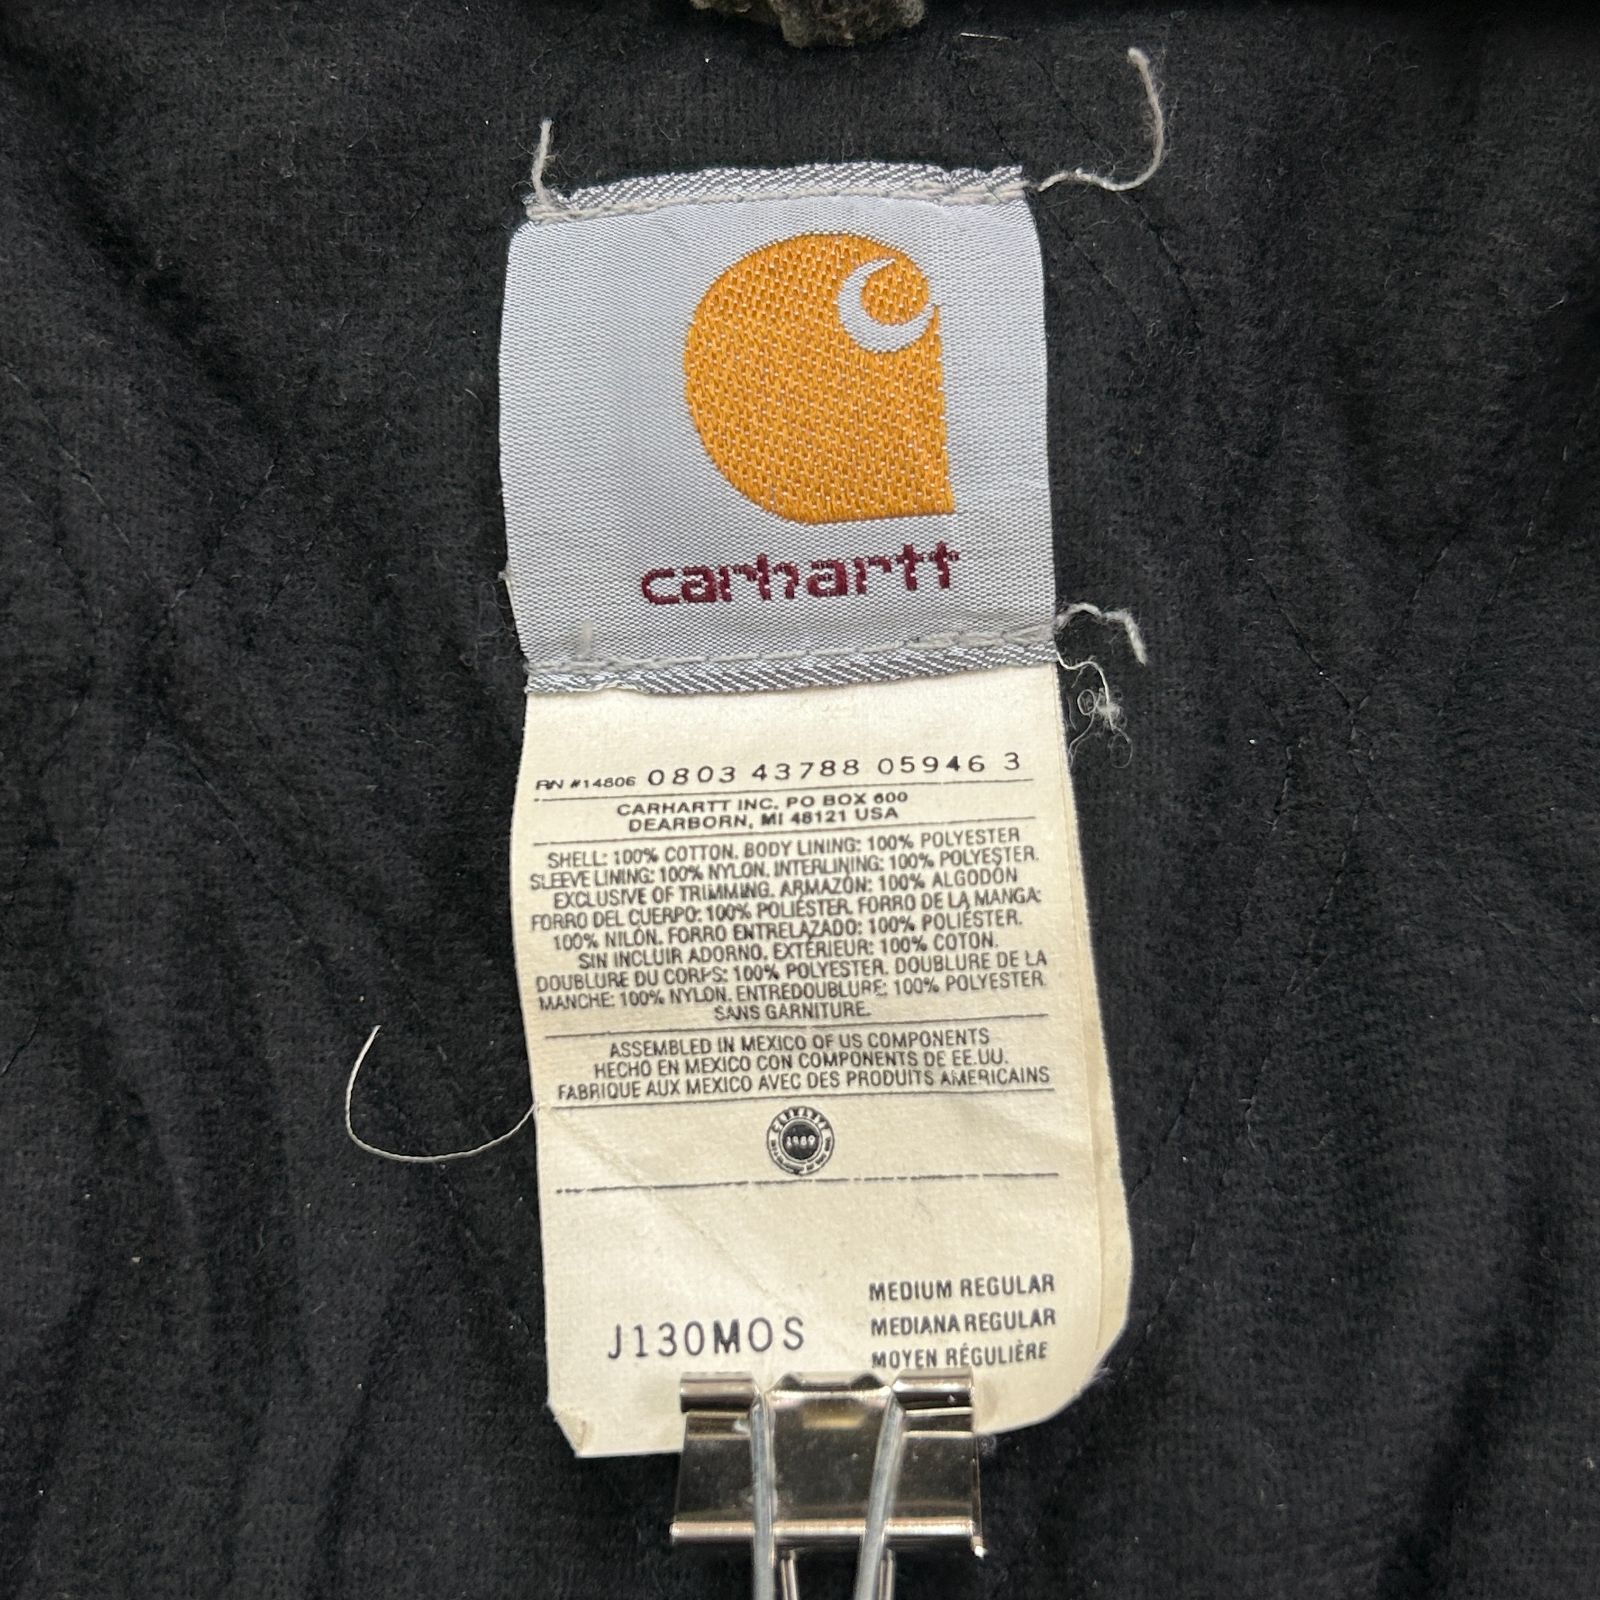 carhartt
RN #14806 0803 43788 05946 3
CARHARTT INC. PO BOX 600
DEARBORN, MI 48121 USA
SHELL: 100% COTTON. BODY LINING: 100% POLYESTER
SLEEVE LINING: 100% NYLON. INTERLINING: 100% POLYESTER.
EXCLUSIVE OF TRIMMING. ARMAZÓN: 100% ALGODÓN
FORRO DEL CUERPO: 100% POLIÉSTER. FORRO DE LA MANGA:
100% NILÓN. FORRO ENTRELAZADO: 100% POLIÉSTER.
SIN INCLUIR ADORNO. EXTÉRIEUR: 100% COTON.
DOUBLURE DU CORPS: 100% POLYESTER. DOUBLURE DE LA
MANCHE: 100% NYLON. ENTREDOUBLURE: 100% POLYESTER
SANS GARNITURE.
ASSEMBLED IN MEXICO OF US COMPONENTS
HECHO EN MEXICO CON COMPONENTS DE EE.UU.
FABRIQUE AUX MEXICO AVEC DES PRODUITS AMERICAINS
1889
MEDIUM REGULAR
J130MOS MEDIANA REGULAR
MOYEN RÉGULIÈRE